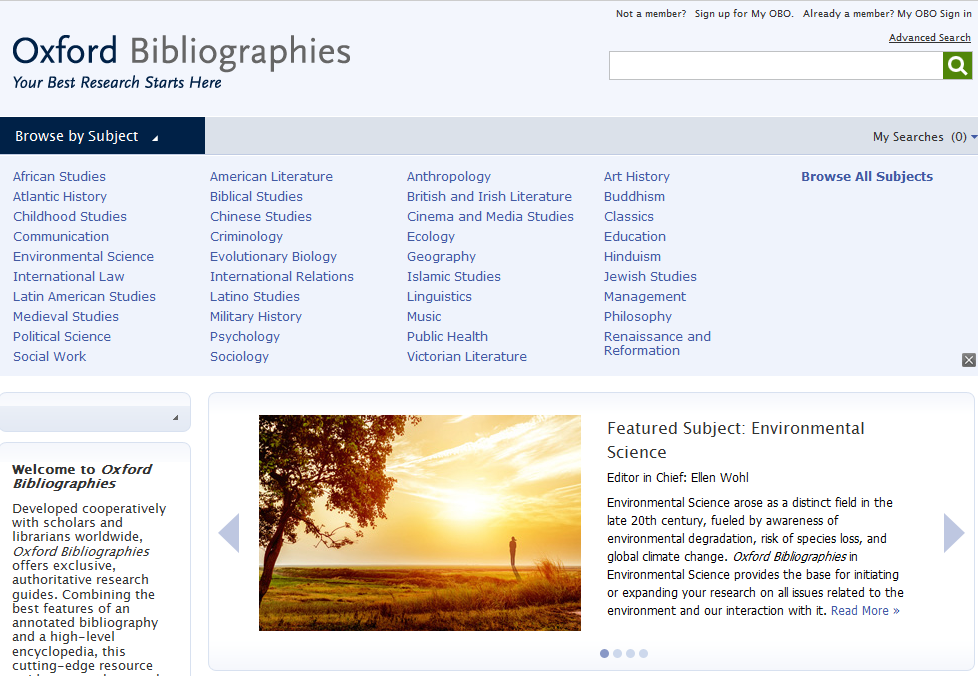 Not a member? Sign up for My OBO. Already a member? My OBO Sign in
Advanced Search
Oxford Bibliographies
Your Best Research Starts Here
Browse by Subject
My Searches (0)
African Studies
Atlantic History
Childhood Studies
Communication
Environmental Science
International Law
Latin American Studies
Medieval Studies
Political Science
Social Work
American Literature
Biblical Studies
Chinese Studies
Criminology
Evolutionary Biology
International Relations
Latino Studies
Military History
Psychology
Sociology
Anthropology
British and Irish Literature
Cinema and Media Studies
Ecology
Geography
Islamic Studies
Linguistics
Music
Public Health
Victorian Literature
Art History
Buddhism
Classics
Education
Hinduism
Jewish Studies
Management
Philosophy
Renaissance and
Reformation
Browse All Subjects
Welcome to Oxford
Bibliographies
Developed cooperatively
with scholars and
librarians worldwide,
Oxford Bibliographies
offers exclusive,
authoritative research
guides. Combining the
best features of an
annotated bibliography
and a high-level
encyclopedia, this
cutting-edge resource
Featured Subject: Environmental
Science
Editor in Chief: Ellen Wohl
Environmental Science arose as a distinct field in the
late 20th century, fueled by awareness of
environmental degradation, risk of species loss, and
global climate change. Oxford Bibliographies in
Environmental Science provides the base for initiating
or expanding your research on all issues related to the
environment and our interaction with it. Read More »